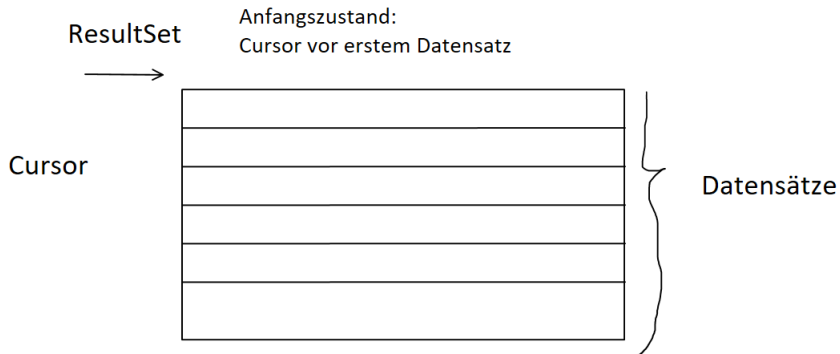 ResultSet
Anfangszustand:
Cursor vor erstem Datensatz
Cursor
Datensätze